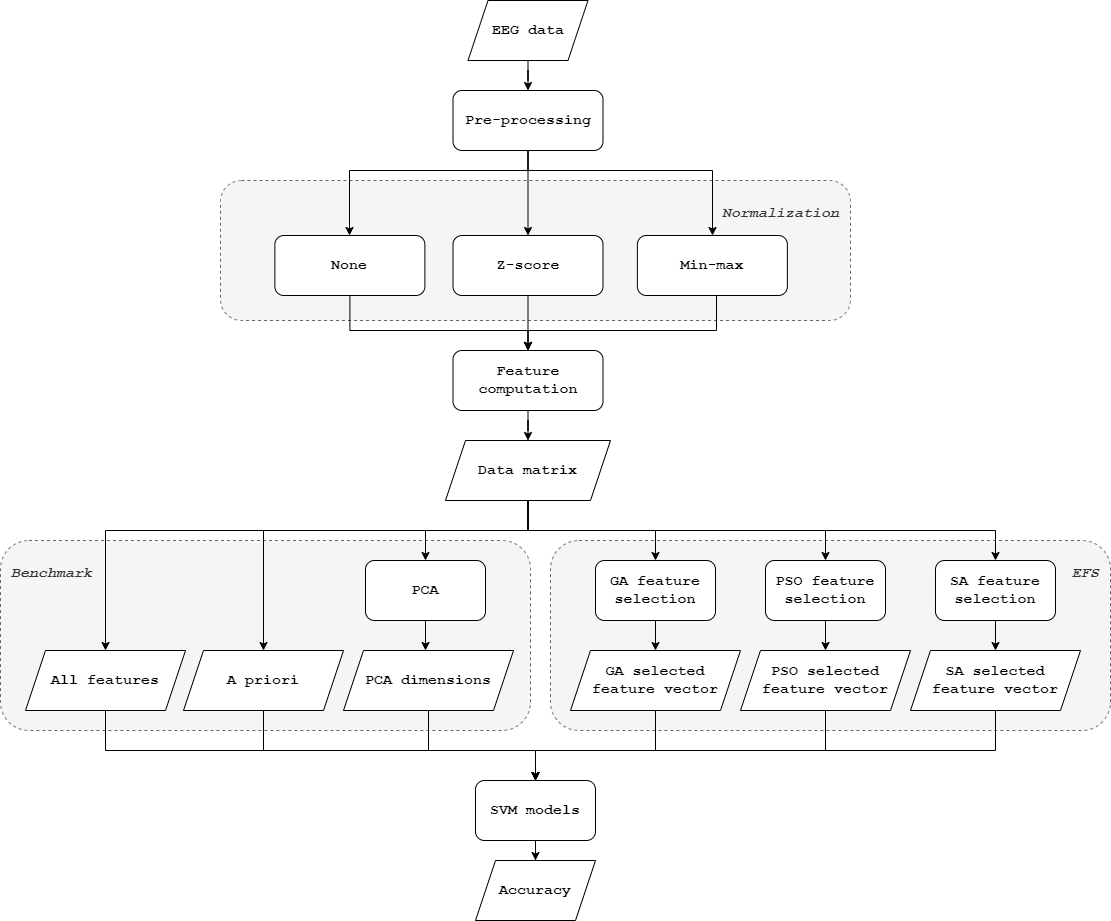 EEG data
Pre-processing
Normalization
None
Z-score
Min-max
Feature
computation
Data matrix
Benchmark
EFS
PCA
GA feature
selection
PSO feature
selection
SA feature
selection
All features
A priori
PCA dimensions
GA selected
feature vector
PSO selected
feature vector
SA selected
feature vector
SVM models
Accuracy